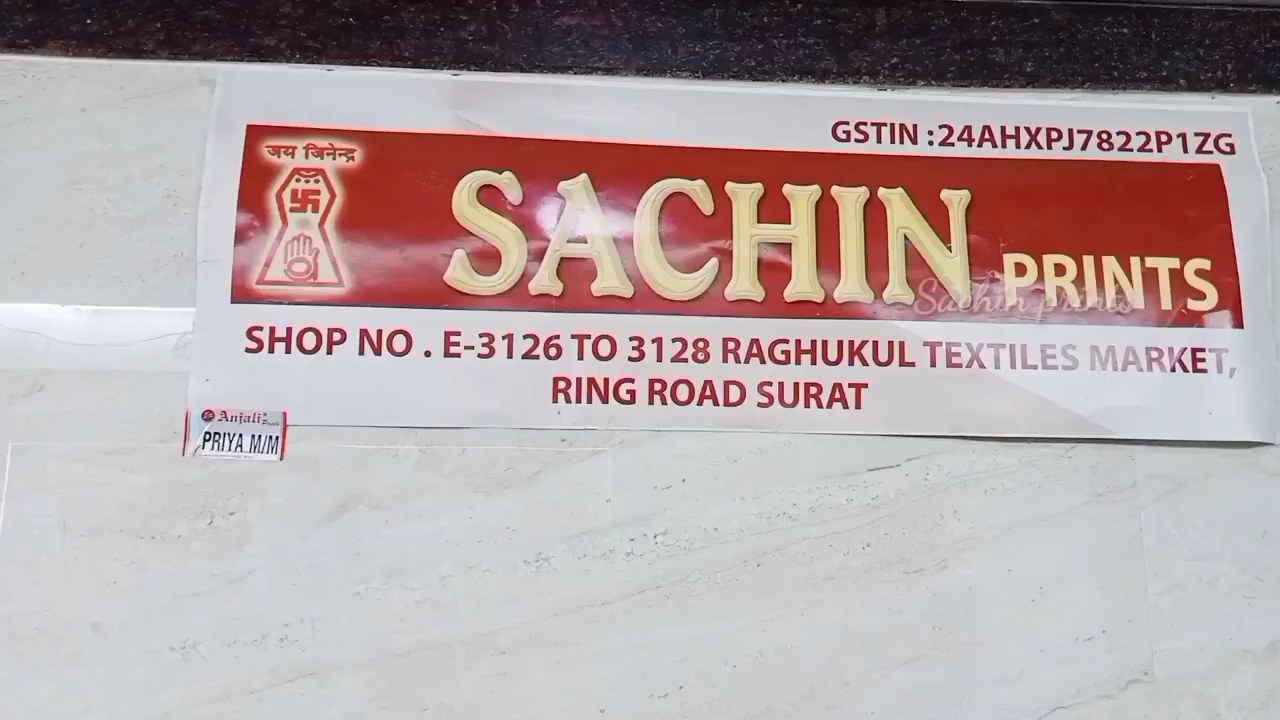 GSTIN :24AHXPJ7822P1ZG
जय जिनेन्द्र
SACHIN PRINTS
Sachin prints
SHOP NO . E-3126 TO 3128 RAGHUKUL TEXTILES MARKET,
RING ROAD SURAT
Anjali Prints
PRIYA M/M